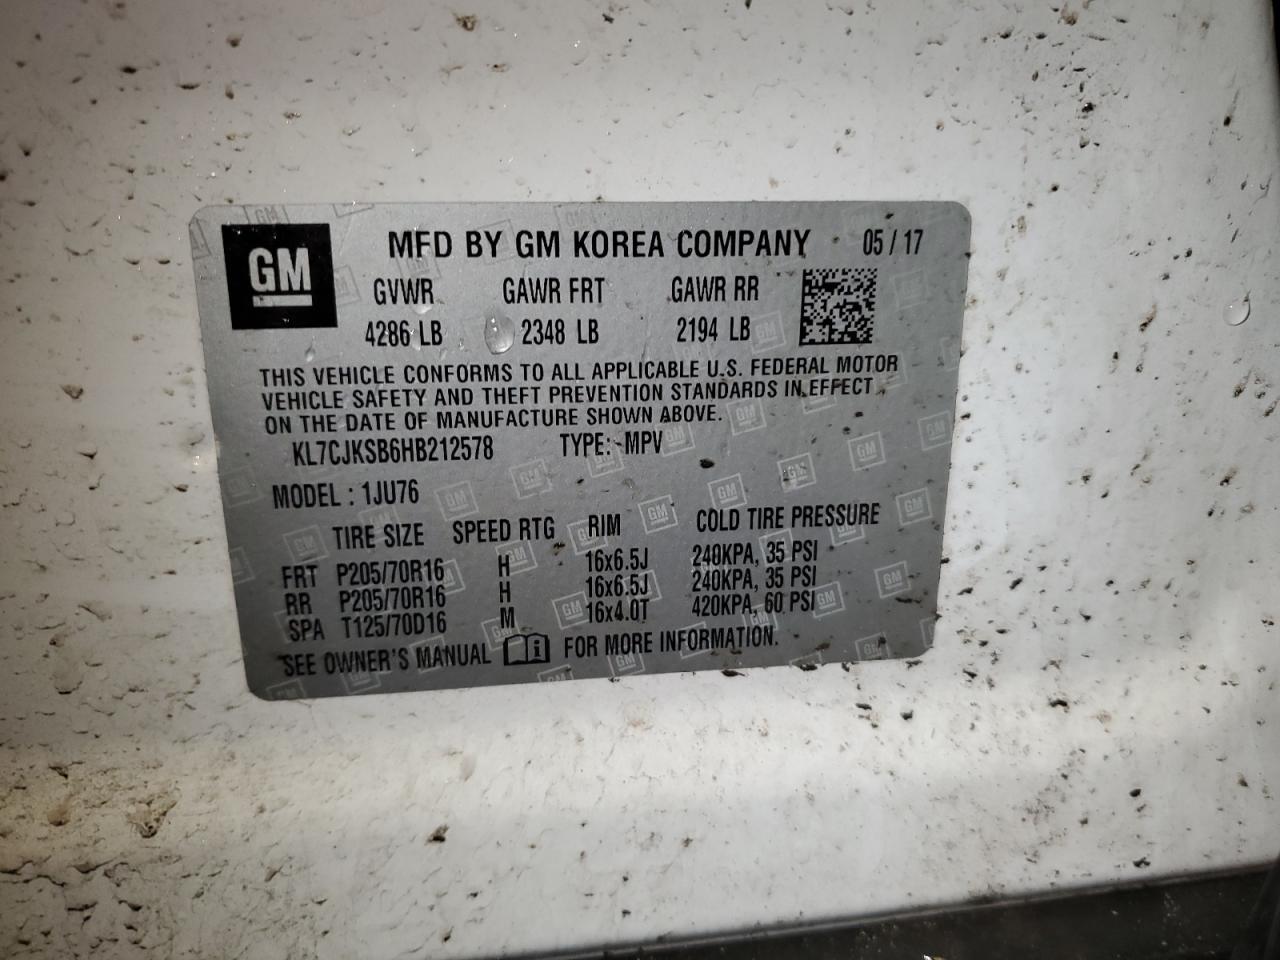 GM
MFD BY GM KOREA COMPANY 05 / 17
GVWR GAWR FRT GAWR RR
4286 LB 2348 LB 2194 LB
THIS VEHICLE CONFORMS TO ALL APPLICABLE U.S. FEDERAL MOTOR
VEHICLE SAFETY AND THEFT PREVENTION STANDARDS IN EFFECT
ON THE DATE OF MANUFACTURE SHOWN ABOVE.
KL7CJKSB6HB212578 TYPE: MPV
MODEL : 1JU76
TIRE SIZE SPEED RTG RIM COLD TIRE PRESSURE
FRT P205/70R16 H 16x6.5J 240KPA, 35 PSI
RR P205/70R16 H 16x6.5J 240KPA, 35 PSI
SPA T125/70D16 M 16x4.0T 420KPA, 60 PSI
SEE OWNER'S MANUAL FOR MORE INFORMATION.